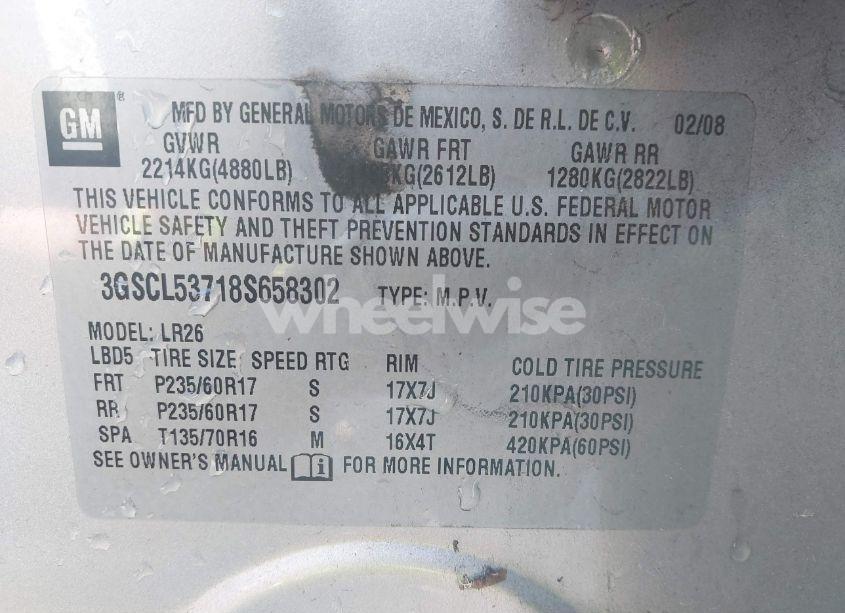 GM ®
MFD BY GENERAL MOTORS DE MEXICO, S. DE R.L. DE C.V. 02/08
GVWR GAWR FRT GAWR RR
2214KG(4880LB) KG(2612LB) 1280KG(2822LB)
THIS VEHICLE CONFORMS TO ALL APPLICABLE U.S. FEDERAL MOTOR
VEHICLE SAFETY AND THEFT PREVENTION STANDARDS IN EFFECT ON
THE DATE OF MANUFACTURE SHOWN ABOVE.
3GSCL53718S658302 TYPE: M.P.V.
wheelwise
MODEL: LR26
LBD5 TIRE SIZE SPEED RTG RIM COLD TIRE PRESSURE
FRT P235/60R17 S 17X7J 210KPA(30PSI)
RR P235/60R17 S 17X7J 210KPA(30PSI)
SPA T135/70R16 M 16X4T 420KPA(60PSI)
SEE OWNER'S MANUAL i FOR MORE INFORMATION.